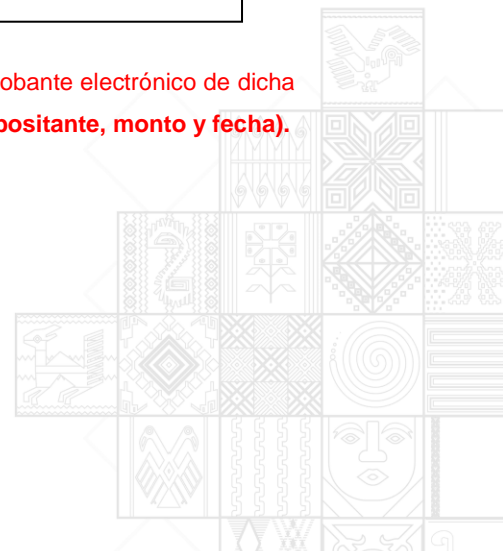 obante electrónico de dicha
positante, monto y fecha).